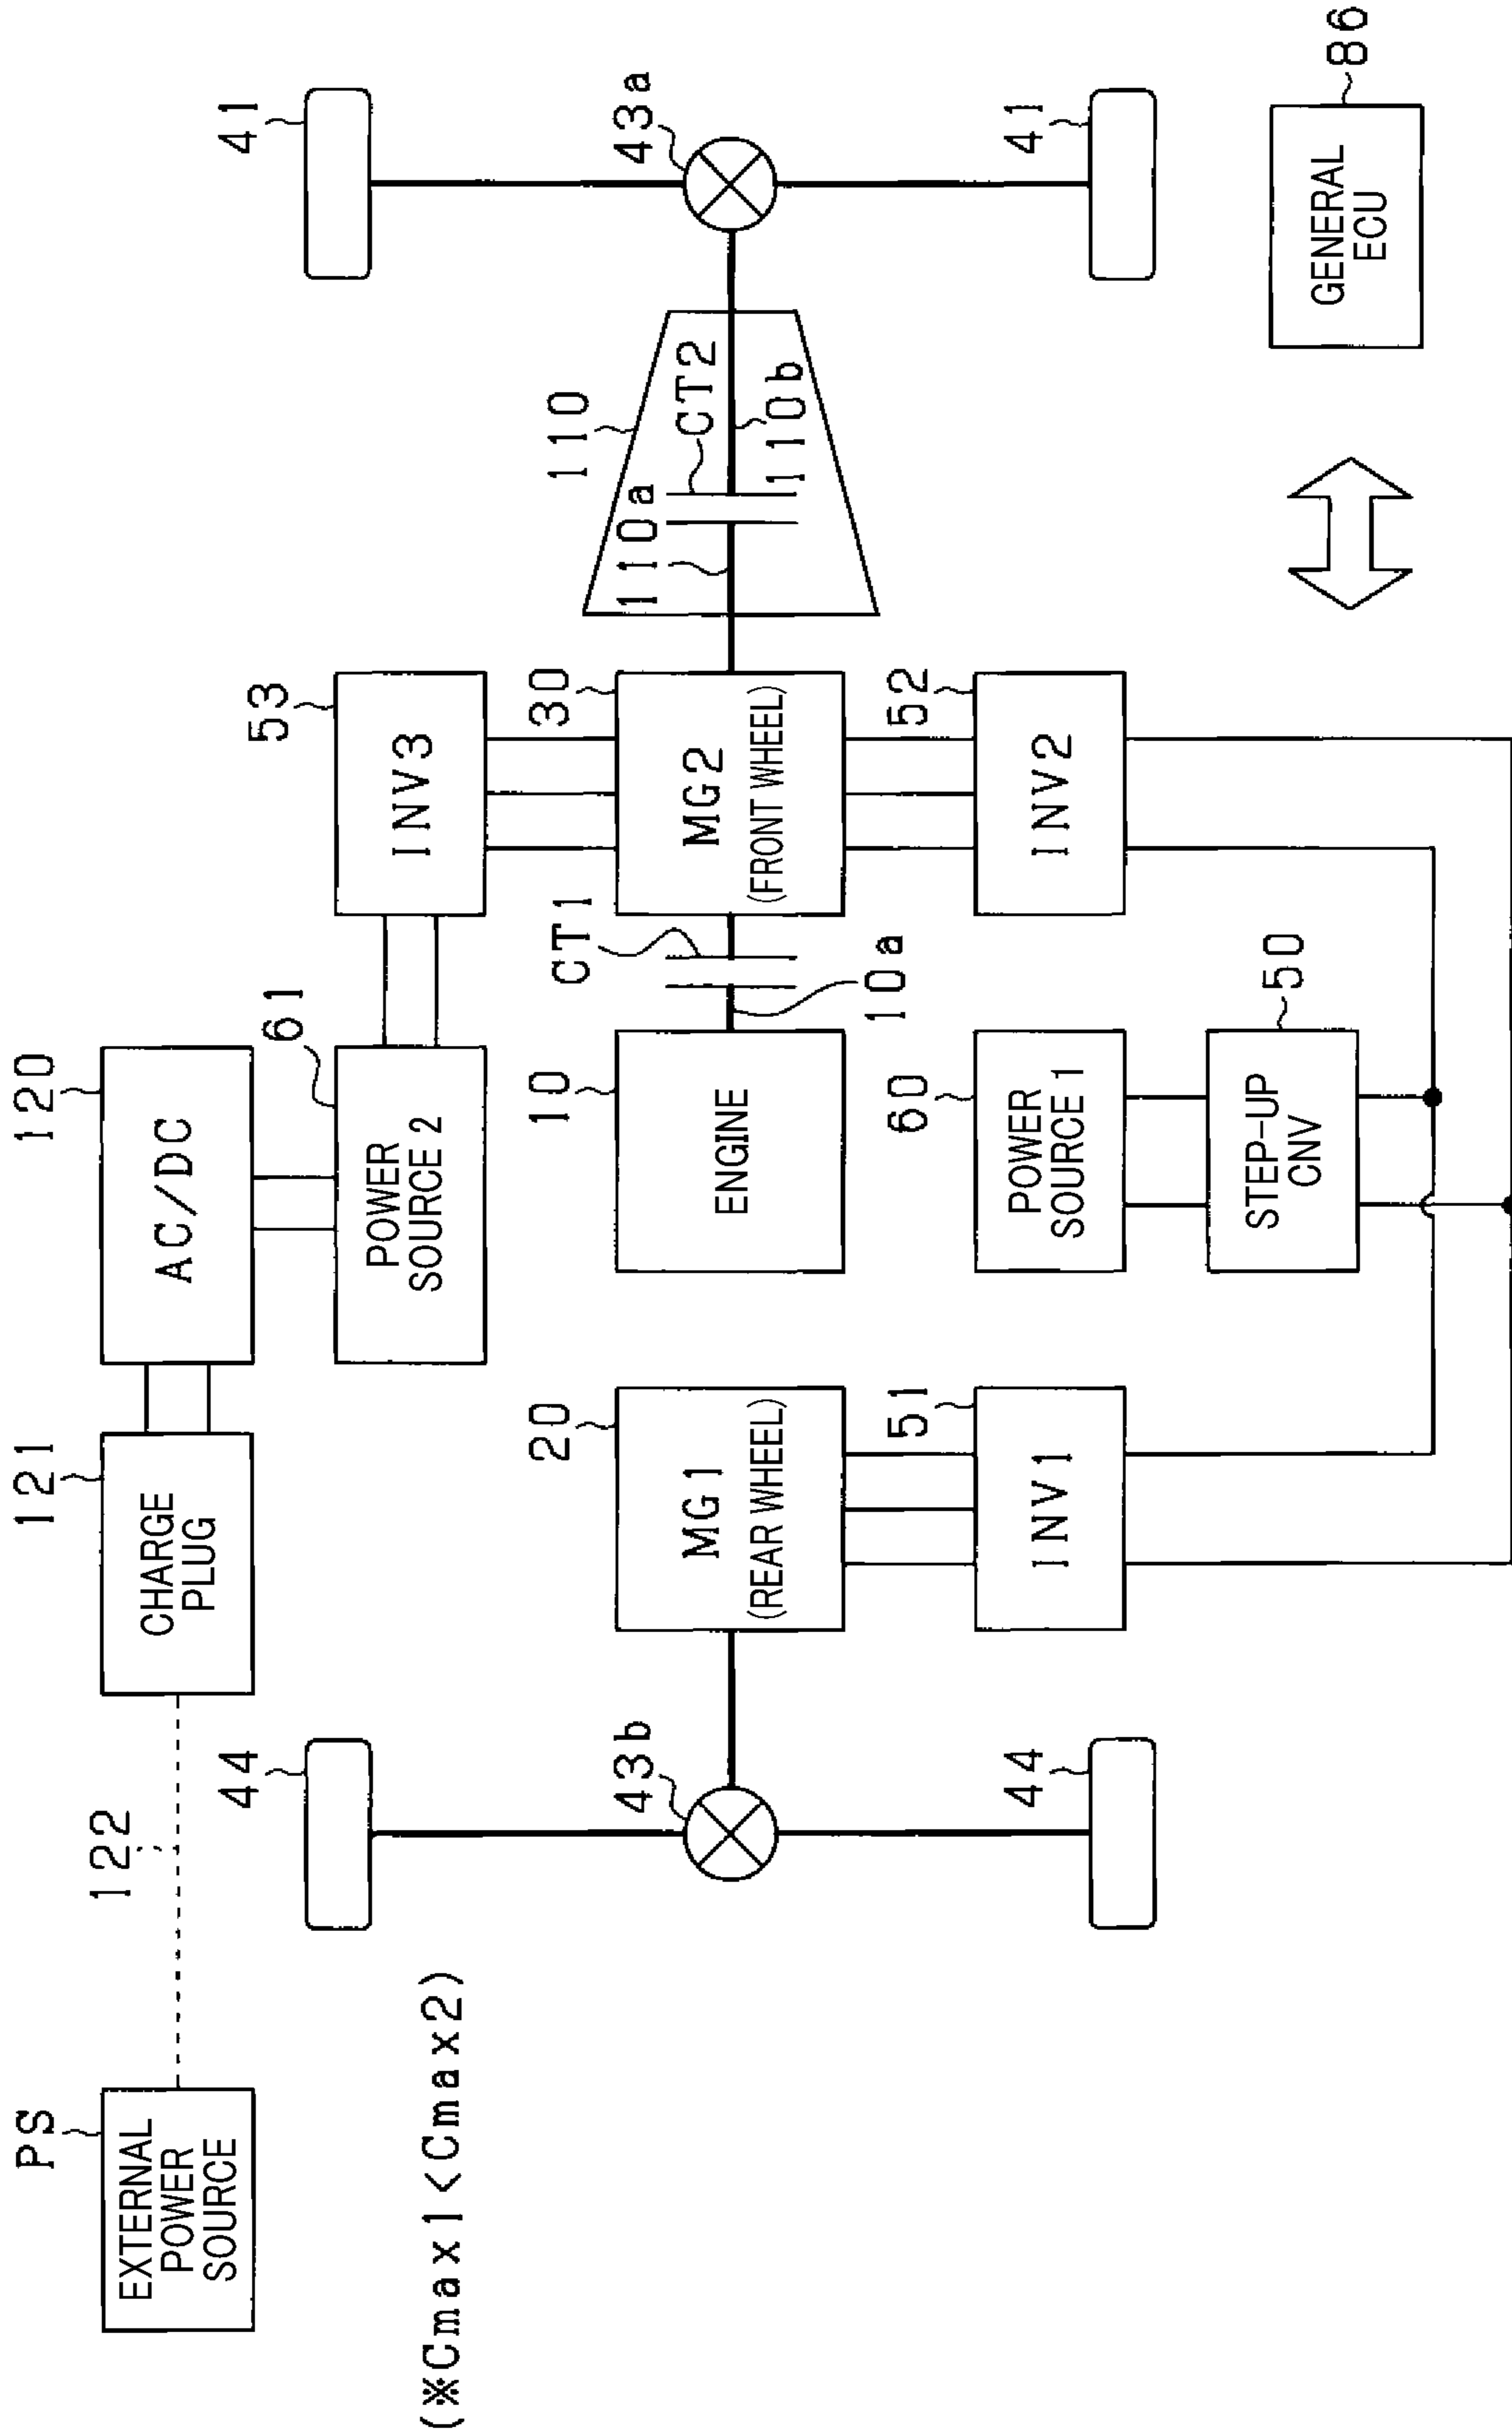 PS
EXTERNAL
POWER
SOURCE
122
121
CHARGE
PLUG
120
AC/DC
(※Cmax1<Cmax2)
44
61
POWER
SOURCE 2
53
INV3
41
43b
20
MG1
(REAR WHEEL)
10
ENGINE
CT1
10a
30
MG2
(FRONT WHEEL)
110
110a
CT2
110b
43a
44
51
INV1
60
POWER
SOURCE 1
52
INV2
41
50
STEP-UP
CNV
86
GENERAL
ECU